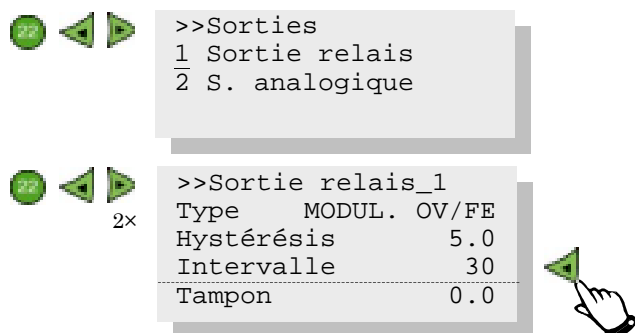 22
>>Sorties
1 Sortie relais
2 S. analogique
22
2×
>>Sortie relais_1
Type MODUL. OV/FE
Hystérésis 5.0
Intervalle 30
Tampon 0.0